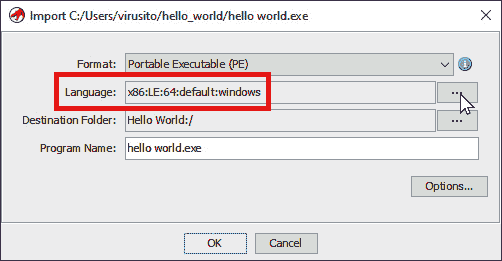 Import C:/Users/virusito/hello_world/hello world.exe
Format: Portable Executable (PE)
Language: x86:LE:64:default:windows ...
Destination Folder: Hello World:/ ...
Program Name: hello world.exe
Options...
OK Cancel